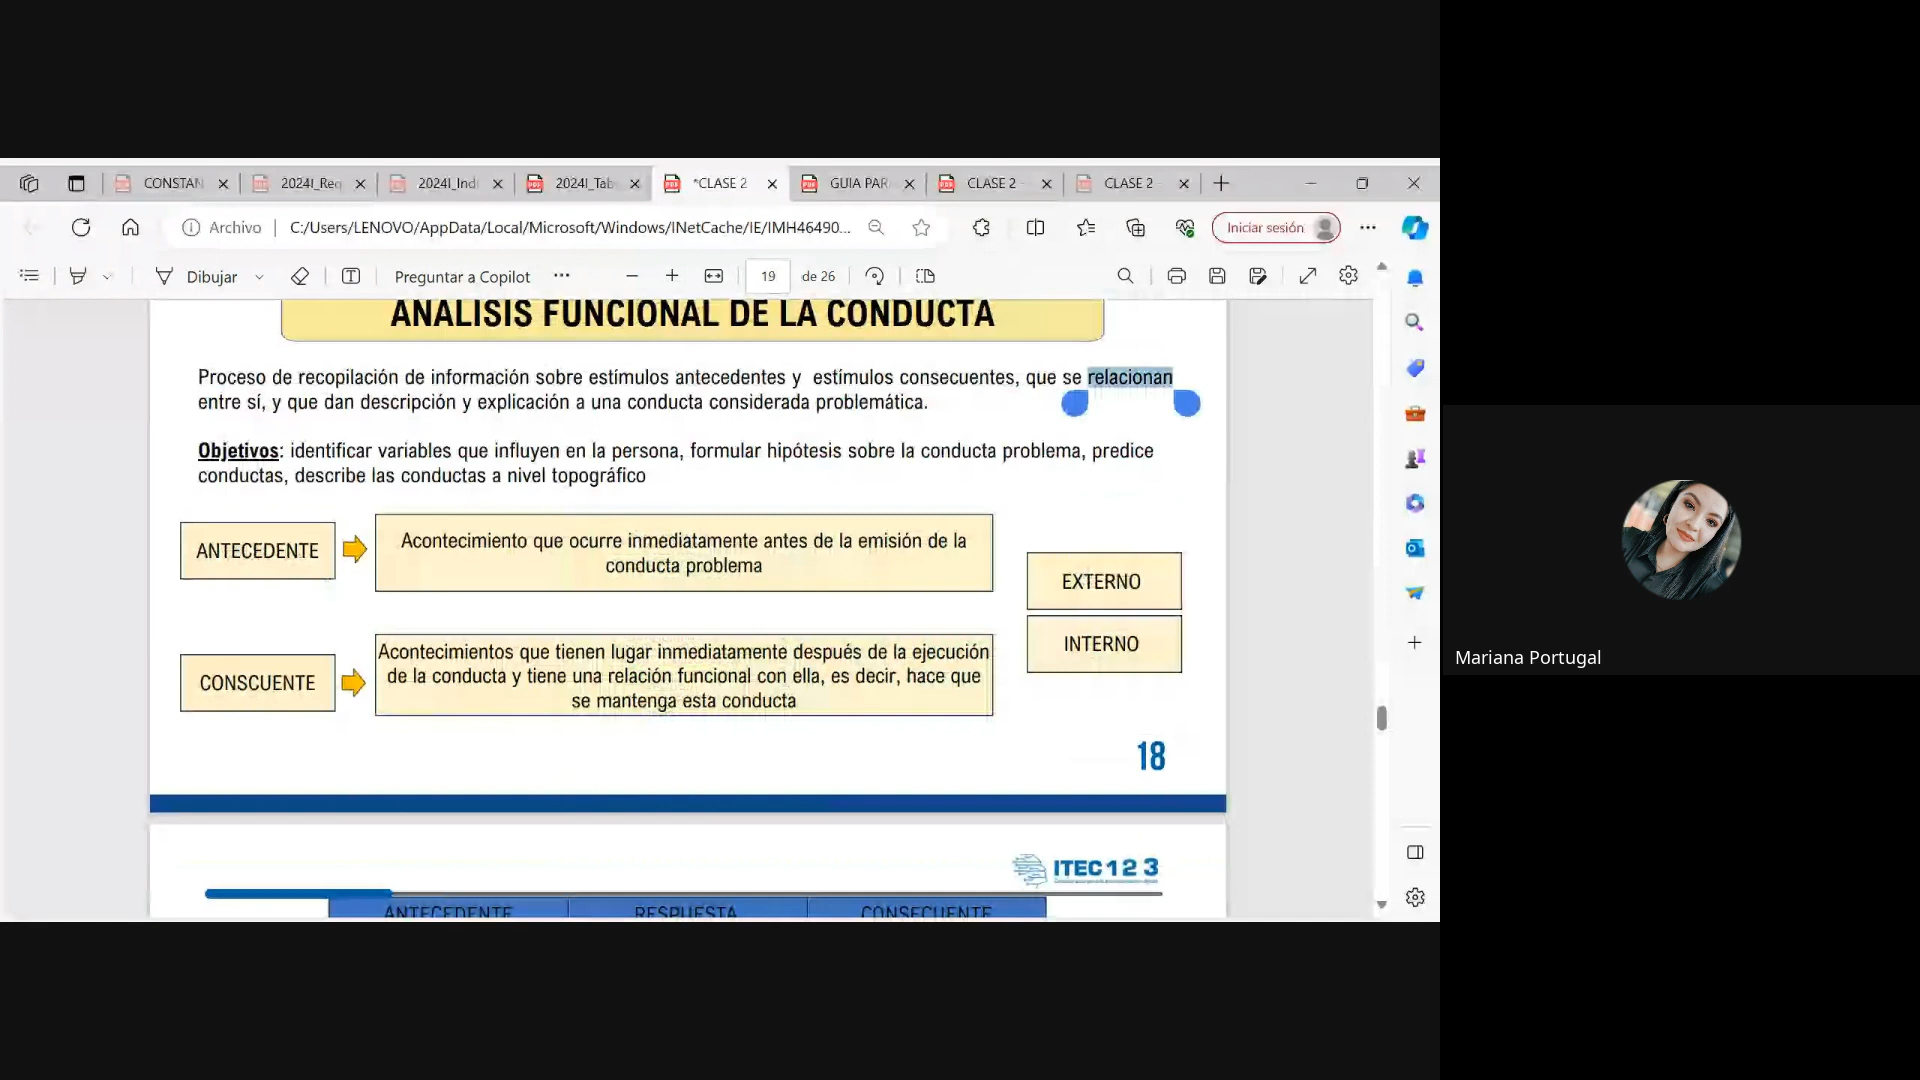 CONSTAN
2024I_Req
2024I_Indi
2024I_Tab
*CLASE 2
GUIA PAR
CLASE 2 -
CLASE 2 -
Archivo
C:/Users/LENOVO/AppData/Local/Microsoft/Windows/INetCache/IE/IMH46490...
Iniciar sesión
Dibujar
Preguntar a Copilot
19
de 26
ANALISIS FUNCIONAL DE LA CONDUCTA
Proceso de recopilación de información sobre estímulos antecedentes y estímulos consecuentes, que se relacionan
entre sí, y que dan descripción y explicación a una conducta considerada problemática.
Objetivos: identificar variables que influyen en la persona, formular hipótesis sobre la conducta problema, predice
conductas, describe las conductas a nivel topográfico
ANTECEDENTE
Acontecimiento que ocurre inmediatamente antes de la emisión de la
conducta problema
EXTERNO
INTERNO
CONSCUENTE
Acontecimientos que tienen lugar inmediatamente después de la ejecución
de la conducta y tiene una relación funcional con ella, es decir, hace que
se mantenga esta conducta
18
ITEC 1 2 3
ANTECEDENTE
RESPUESTA
CONSECUENTE
Mariana Portugal